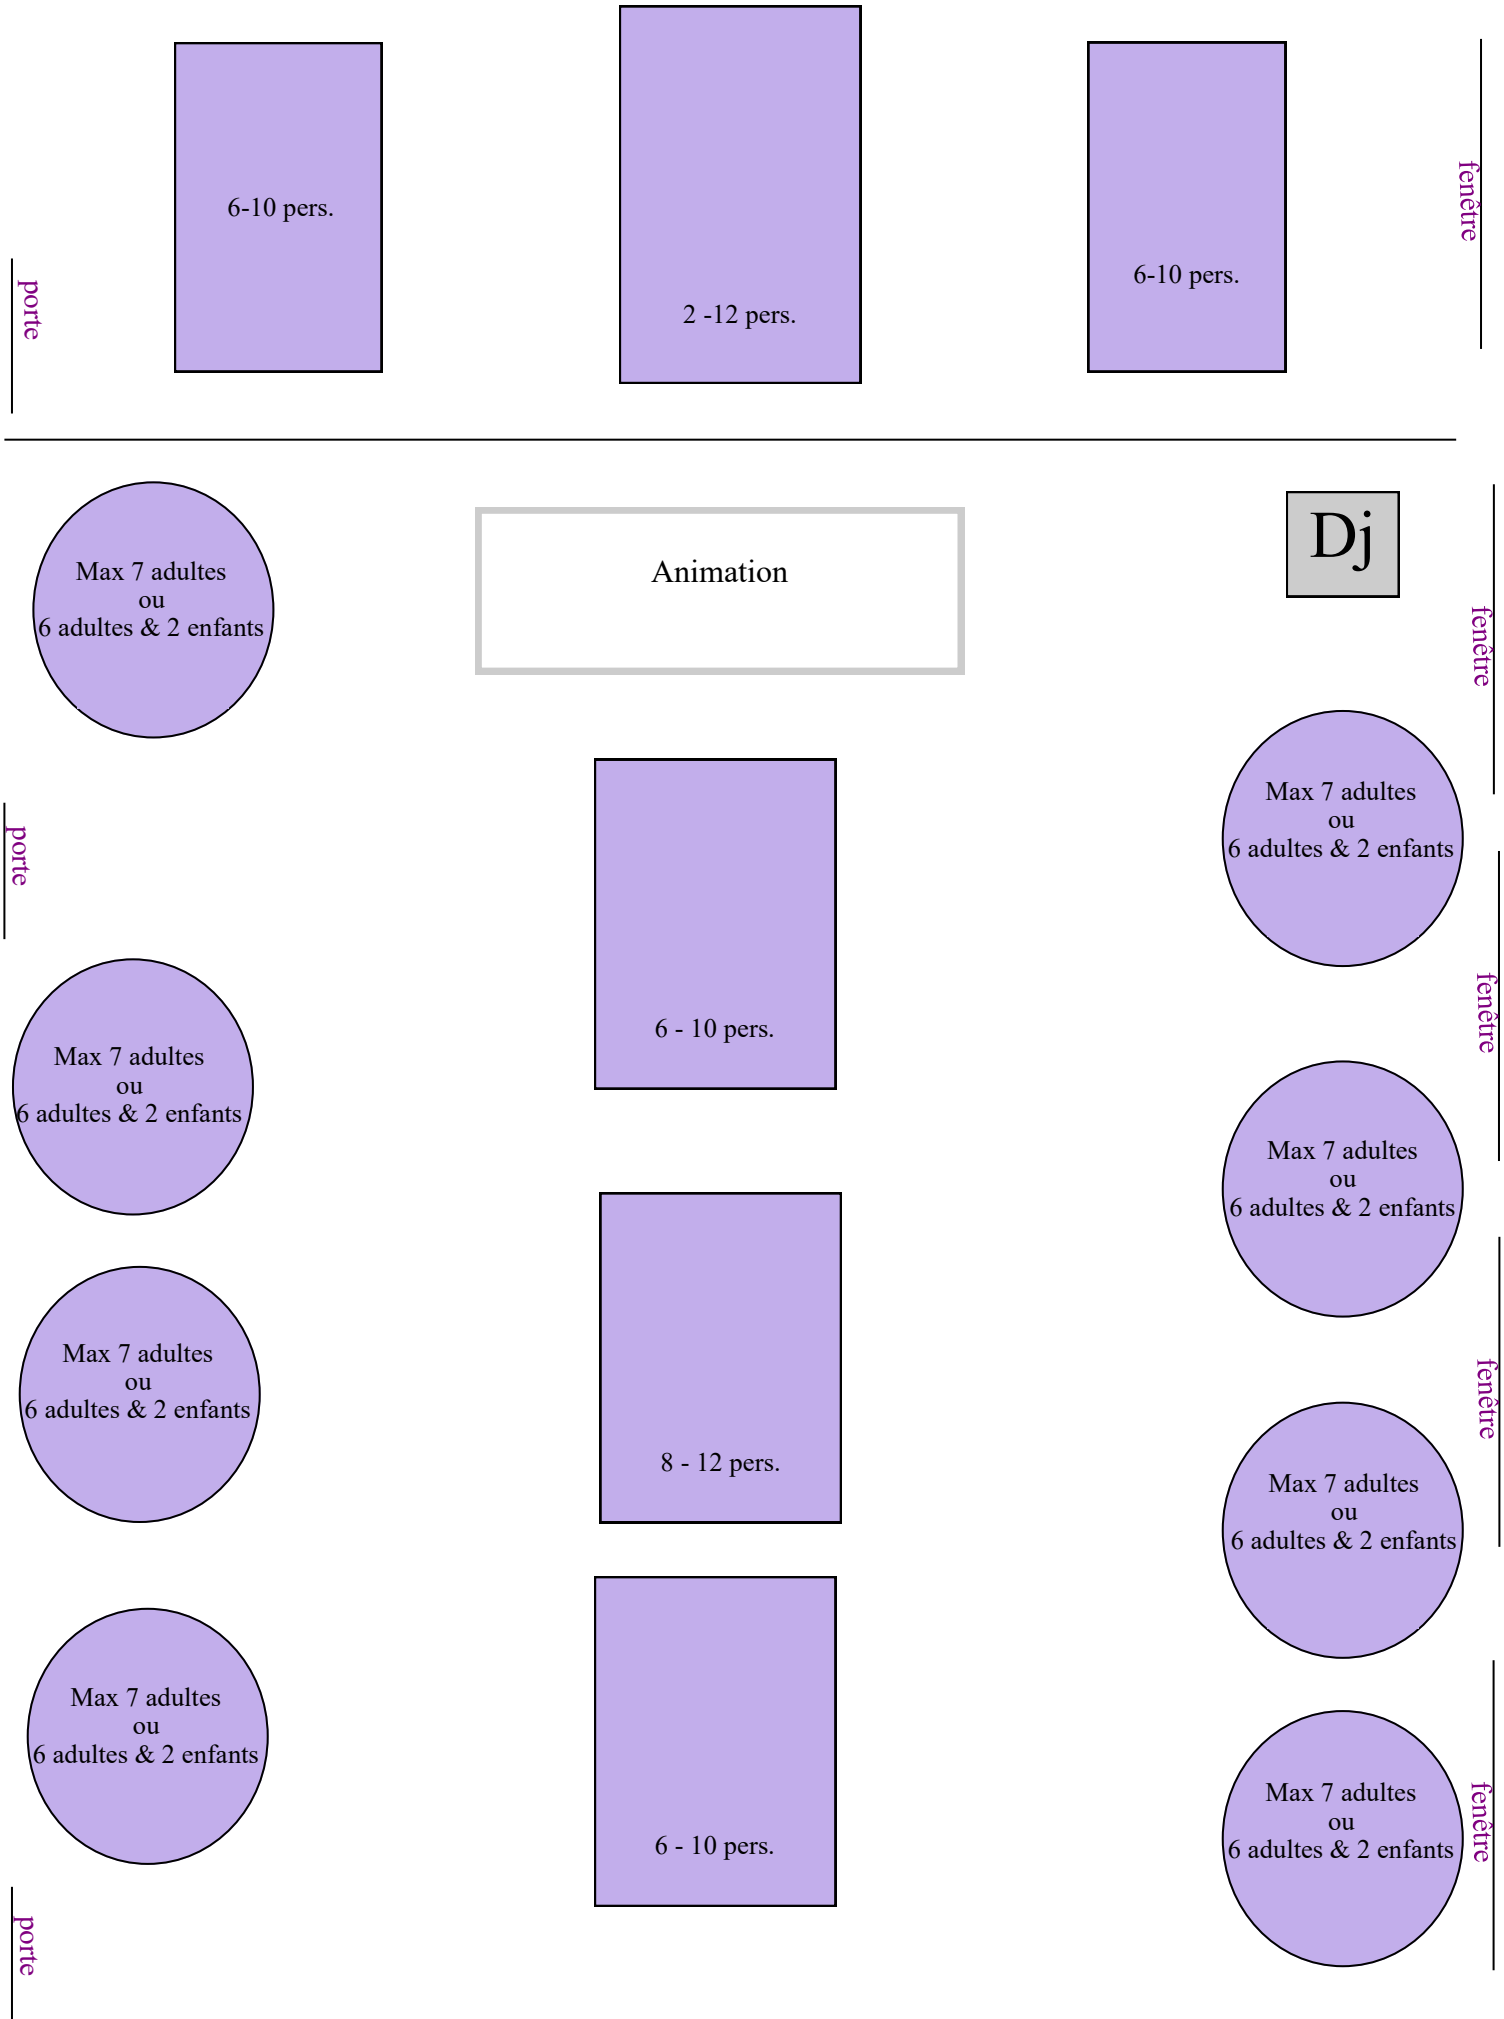 6-10 pers.
2 -12 pers.
6-10 pers.
fenêtre
porte
Max 7 adultes
ou
6 adultes & 2 enfants
Animation
Dj
fenêtre
porte
Max 7 adultes
ou
6 adultes & 2 enfants
fenêtre
6 - 10 pers.
Max 7 adultes
ou
6 adultes & 2 enfants
Max 7 adultes
ou
6 adultes & 2 enfants
fenêtre
Max 7 adultes
ou
6 adultes & 2 enfants
8 - 12 pers.
Max 7 adultes
ou
6 adultes & 2 enfants
Max 7 adultes
ou
6 adultes & 2 enfants
6 - 10 pers.
Max 7 adultes
ou
6 adultes & 2 enfants
fenêtre
porte